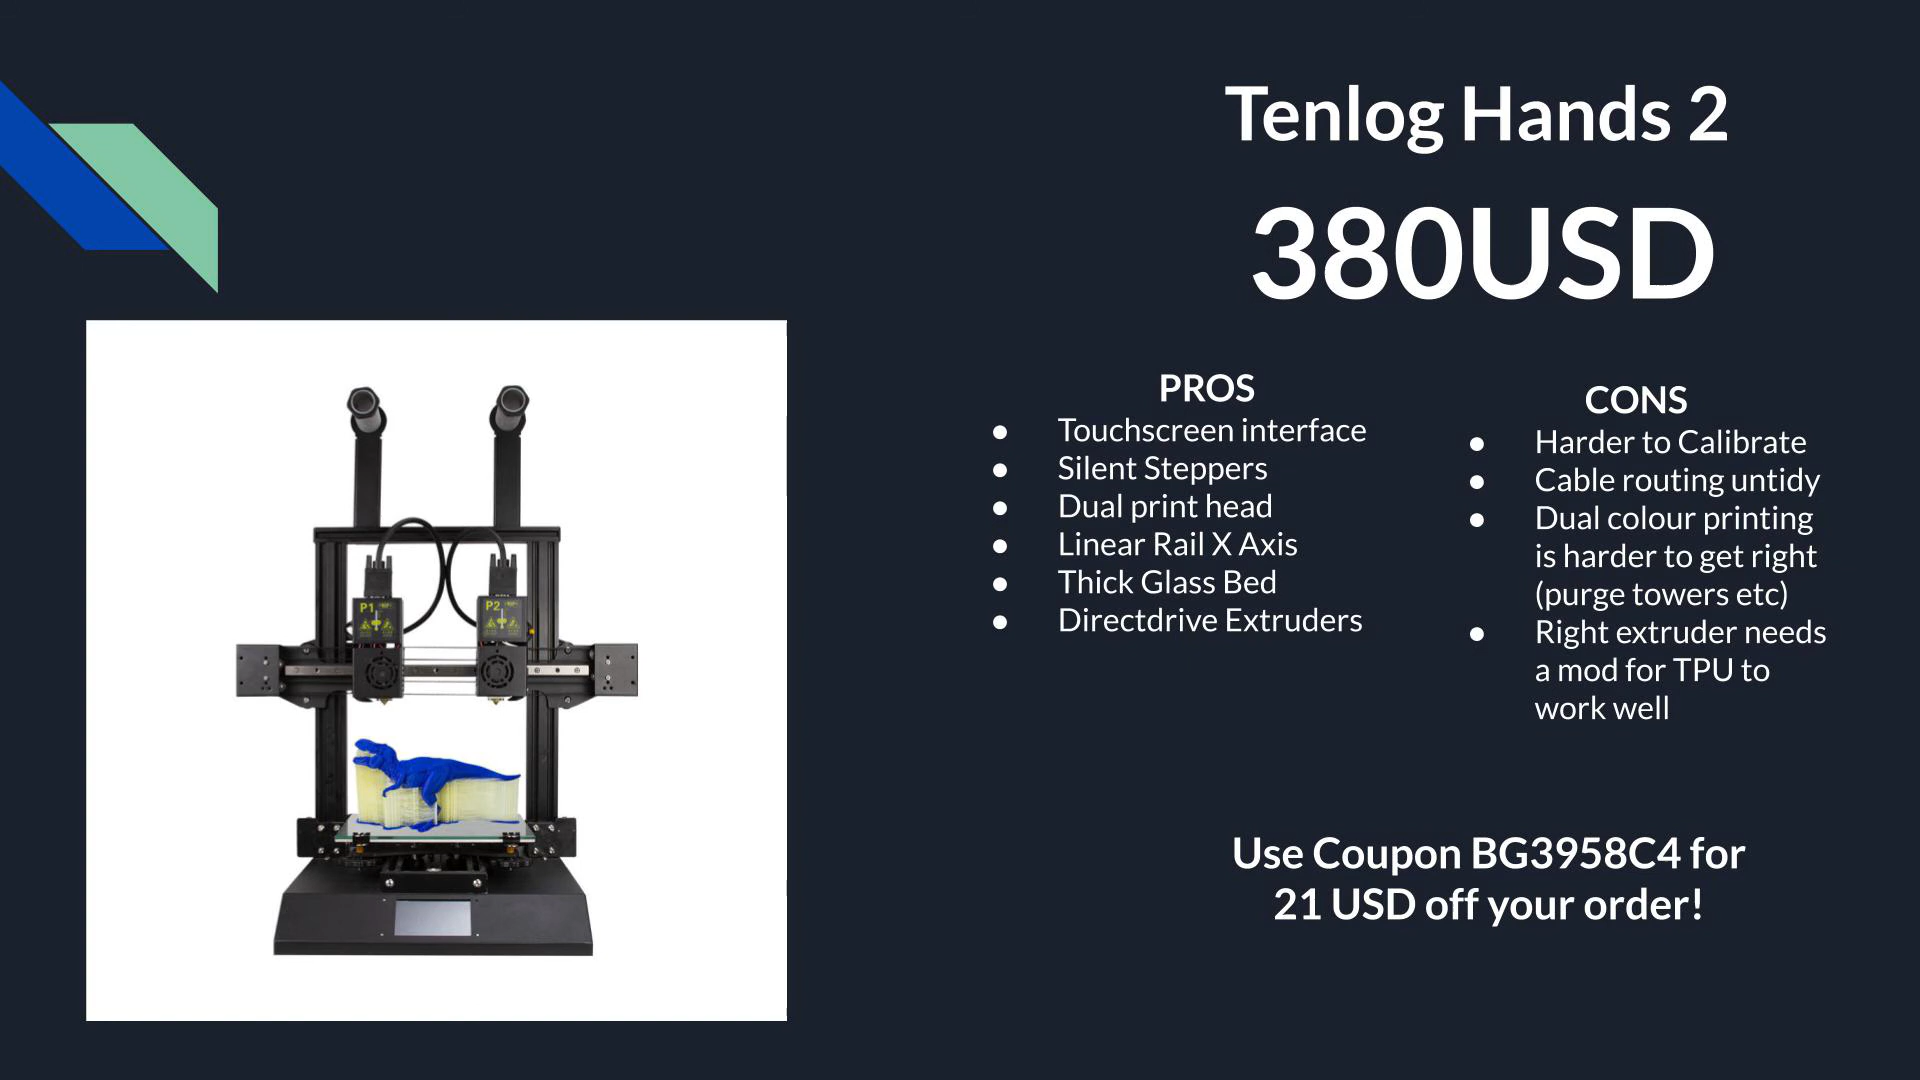 Tenlog Hands 2
380USD
PROS
● Touchscreen interface
● Silent Steppers
● Dual print head
● Linear Rail X Axis
● Thick Glass Bed
● Directdrive Extruders
CONS
● Harder to Calibrate
● Cable routing untidy
● Dual colour printing
is harder to get right
(purge towers etc)
● Right extruder needs
a mod for TPU to
work well
Use Coupon BG3958C4 for
21 USD off your order!
P1
P2